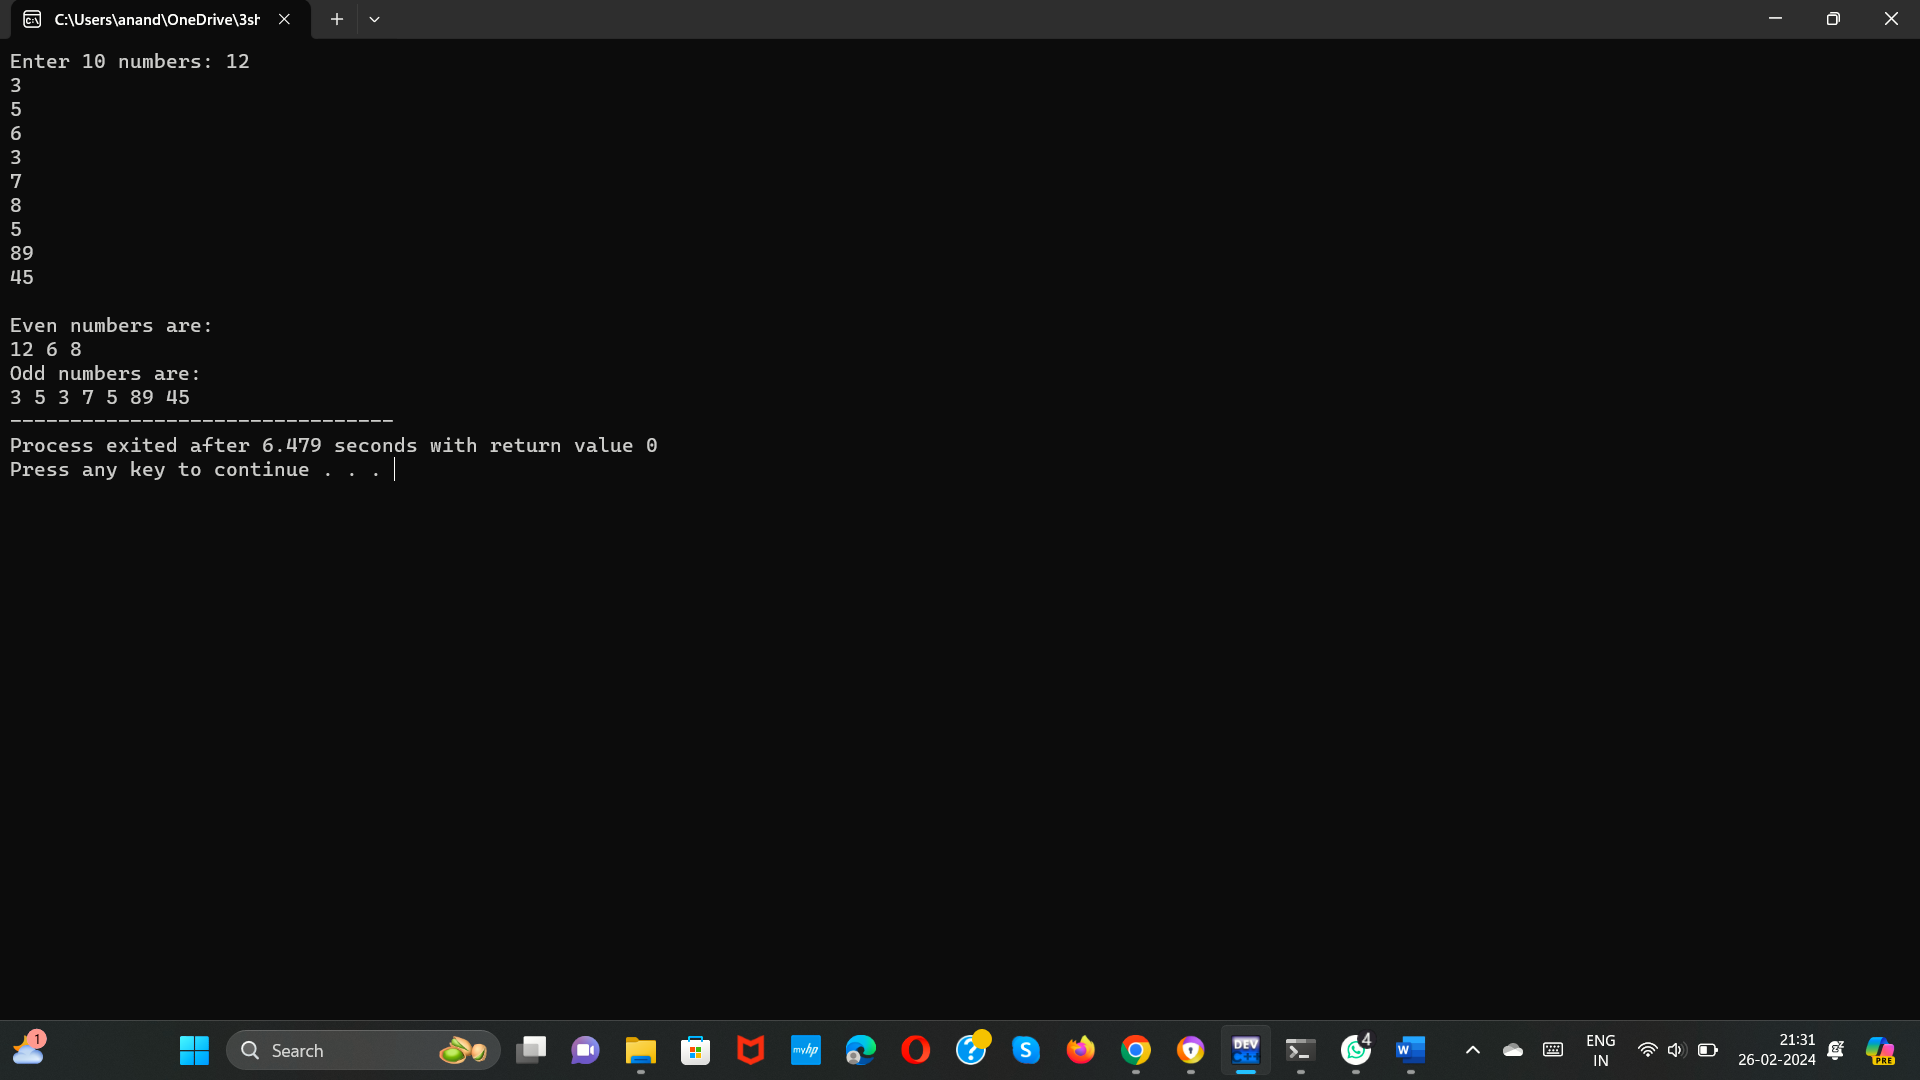 C:\Users\anand\OneDrive\3sh
Enter 10 numbers: 12
3
5
6
3
7
8
5
89
45
Even numbers are:
12 6 8
Odd numbers are:
3 5 3 7 5 89 45
--------------------------------
Process exited after 6.479 seconds with return value 0
Press any key to continue . . .
1
Search
myhp
DEV
C++
4
W
ENG
IN
21:31
26-02-2024
PRE